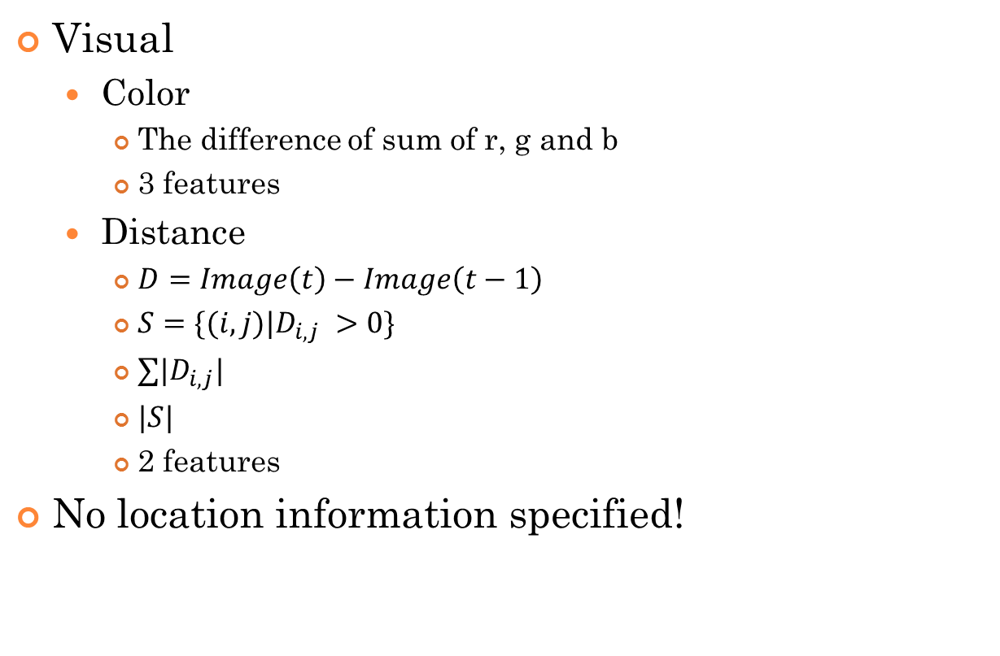 Visual
Color
The difference of sum of r, g and b
3 features
Distance
D = Image(t) − Image(t − 1)
S = {(i,j)|D_{i,j} > 0}
∑|D_{i,j}|
|S|
2 features
No location information specified!